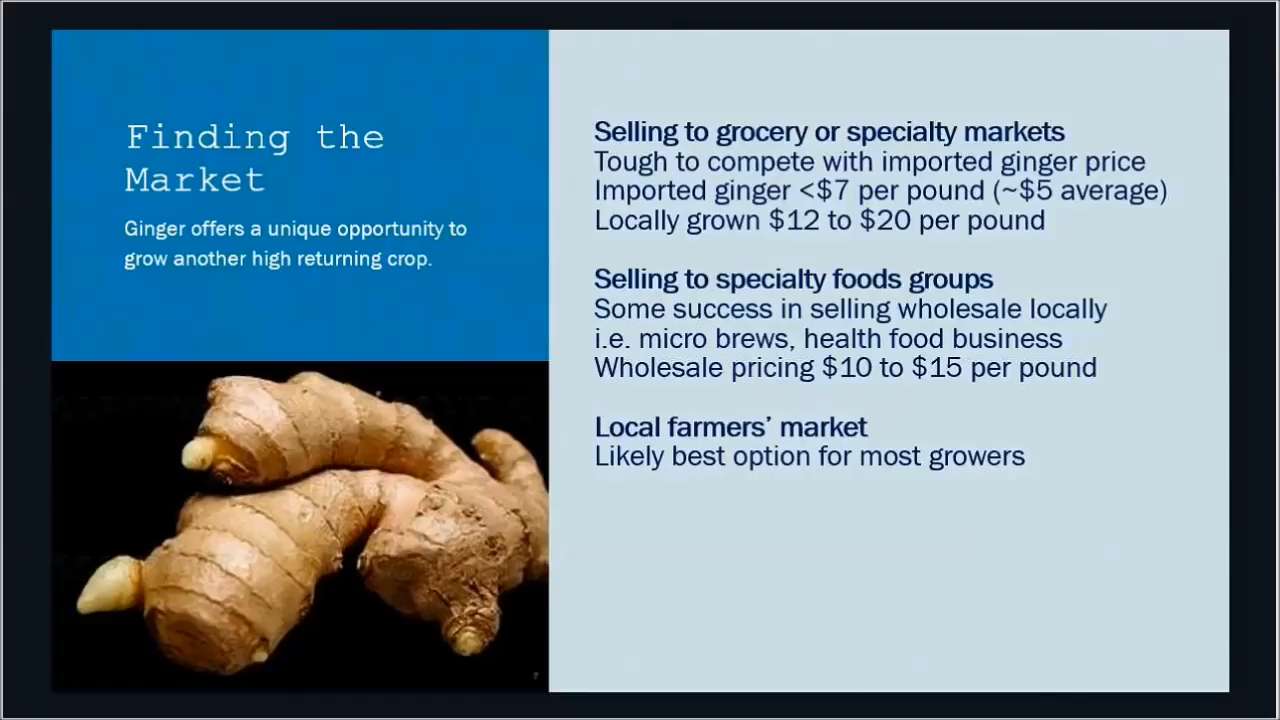 Finding the
Market
Ginger offers a unique opportunity to
grow another high returning crop.
Selling to grocery or specialty markets
Tough to compete with imported ginger price
Imported ginger <$7 per pound (~$5 average)
Locally grown $12 to $20 per pound
Selling to specialty foods groups
Some success in selling wholesale locally
i.e. micro brews, health food business
Wholesale pricing $10 to $15 per pound
Local farmers’ market
Likely best option for most growers